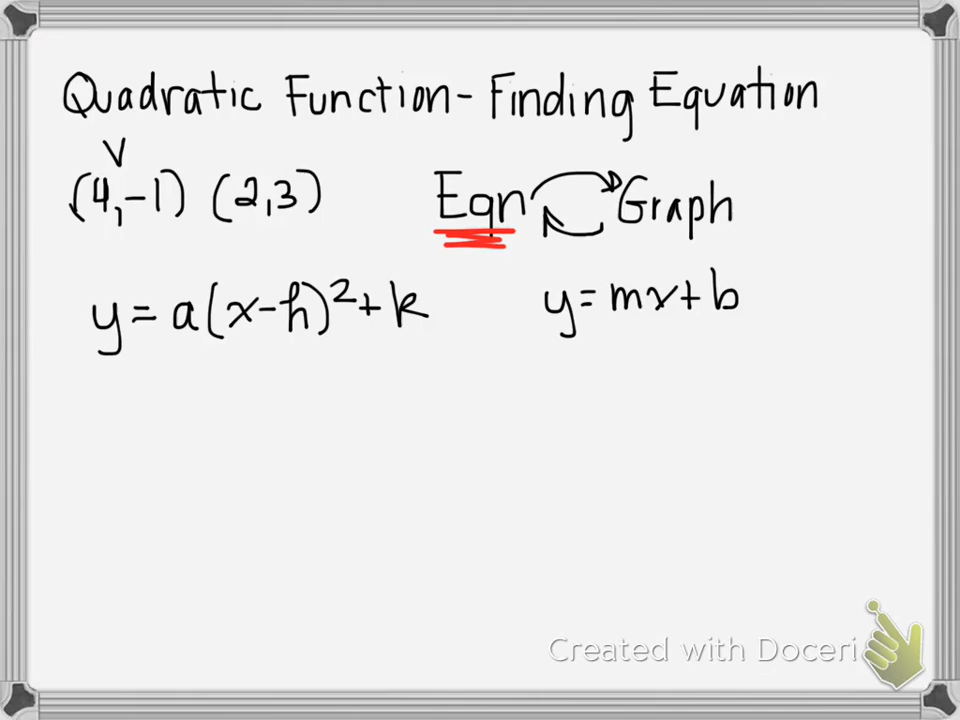 Quadratic Function - Finding Equation
V
(4,-1) (2,3) Eqn Graph
y = a(x-h)²+k y = mx+b
Created with Doceri